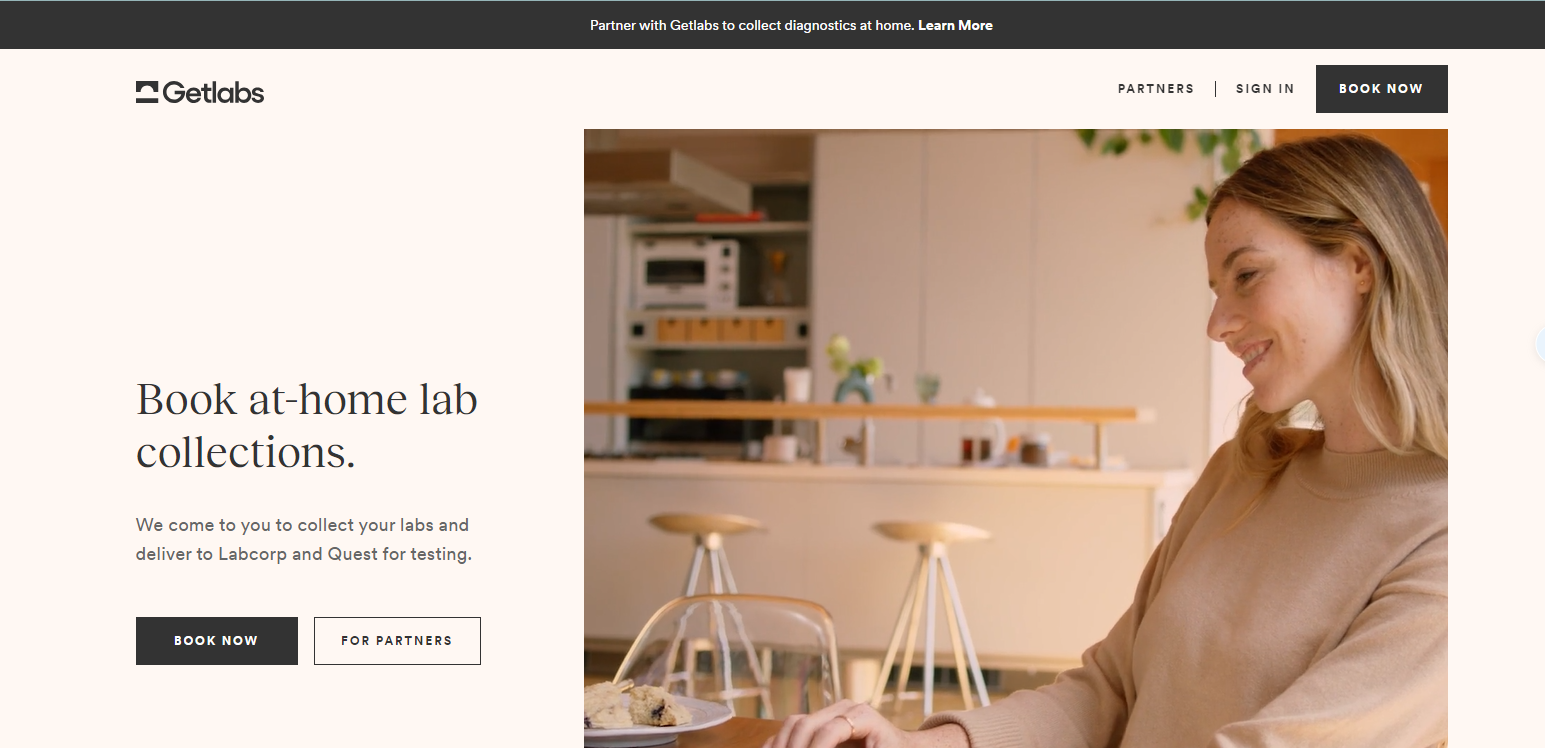 Partner with Getlabs to collect diagnostics at home. Learn More
Getlabs
PARTNERS
SIGN IN
BOOK NOW
Book at-home lab
collections.
We come to you to collect your labs and
deliver to Labcorp and Quest for testing.
BOOK NOW
FOR PARTNERS